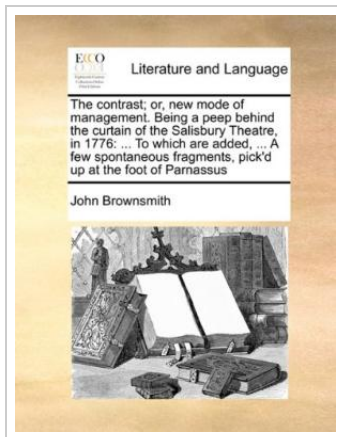 ECCO
Literature and Language
The contrast; or, new mode of
management. Being a peep behind
the curtain of the Salisbury Theatre,
in 1776: ... To which are added, ... A
few spontaneous fragments, pick'd
up at the foot of Parnassus
John Brownsmith